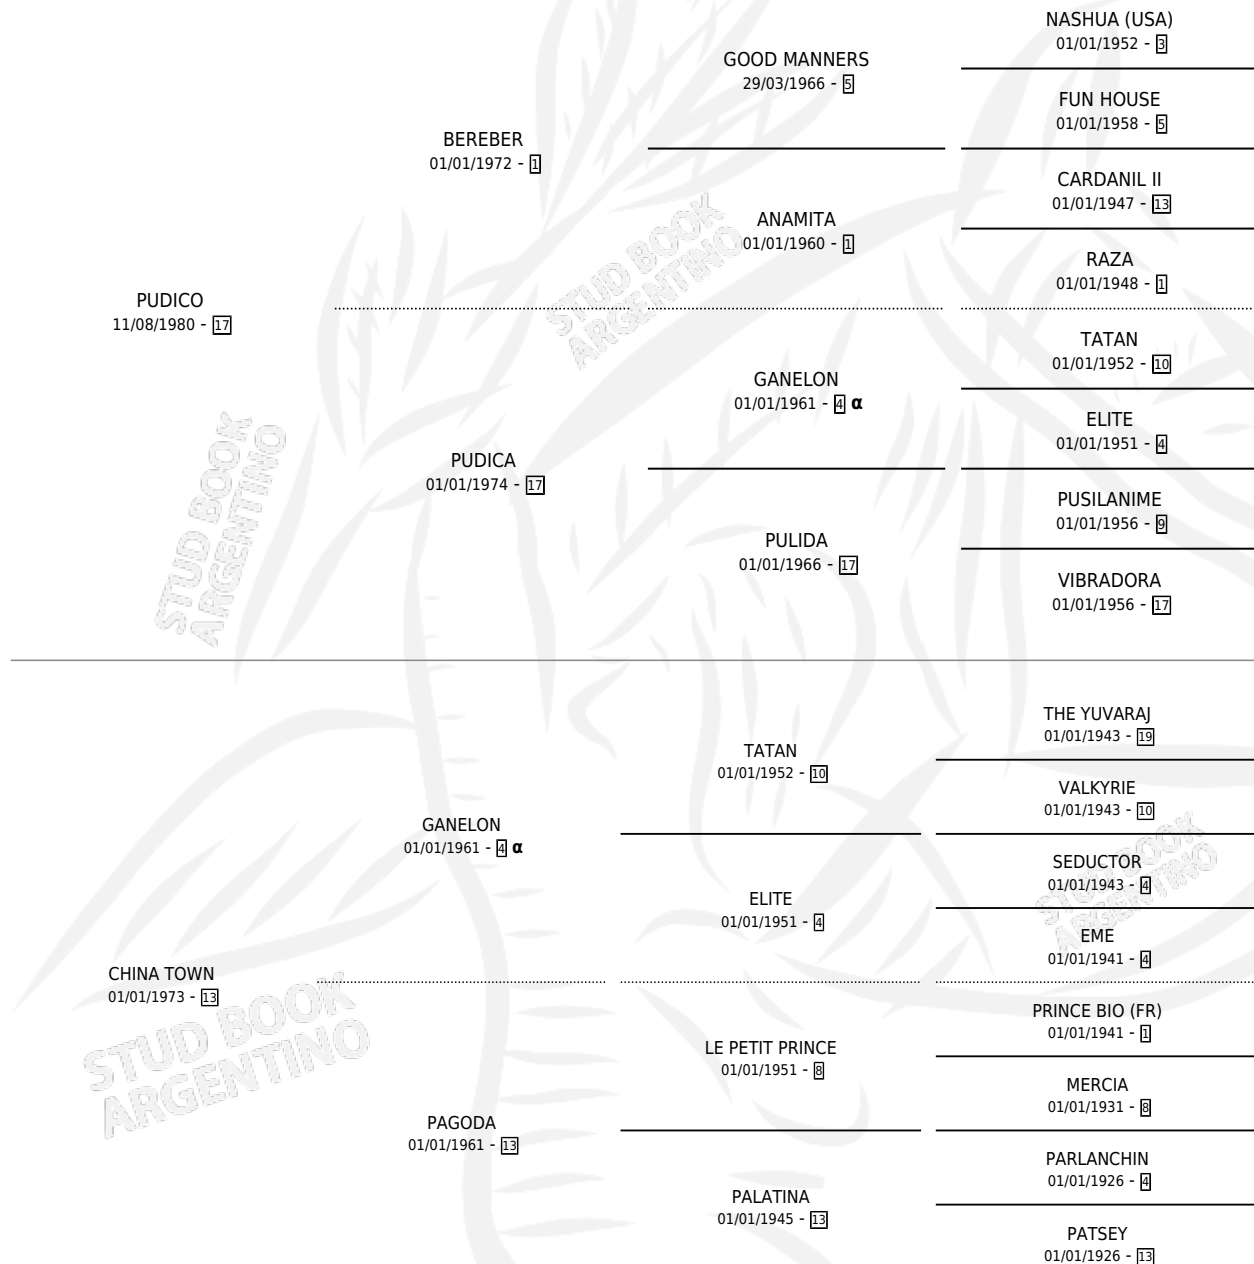 NASHUA (USA)
01/01/1952 - 3
GOOD MANNERS
29/03/1966 - 5
FUN HOUSE
01/01/1958 - 5
BEREBER
01/01/1972 - 1
CARDANIL II
01/01/1947 - 13
ANAMITA
01/01/1960 - 1
RAZA
01/01/1948 - 1
STUD BOOK
ARGENTINO
PUDICO
11/08/1980 - 17
TATAN
01/01/1952 - 10
GANELON
01/01/1961 - 4 α
ELITE
01/01/1951 - 4
PUDICA
01/01/1974 - 17
PUSILANIME
01/01/1956 - 9
PULIDA
01/01/1966 - 17
VIBRADORA
01/01/1956 - 17
STUD BOOK
ARGENTINO
THE YUVARAJ
01/01/1943 - 19
TATAN
01/01/1952 - 10
VALKYRIE
01/01/1943 - 10
GANELON
01/01/1961 - 4 α
SEDUCTOR
01/01/1943 - 4
ELITE
01/01/1951 - 4
EME
01/01/1941 - 4
STUD BOOK
ARGENTINO
CHINA TOWN
01/01/1973 - 13
PRINCE BIO (FR)
01/01/1941 - 1
LE PETIT PRINCE
01/01/1951 - 8
MERCIA
01/01/1931 - 8
STUD BOOK
ARGENTINO
PAGODA
01/01/1961 - 13
PARLANCHIN
01/01/1926 - 4
PALATINA
01/01/1945 - 13
PATSEY
01/01/1926 - 13